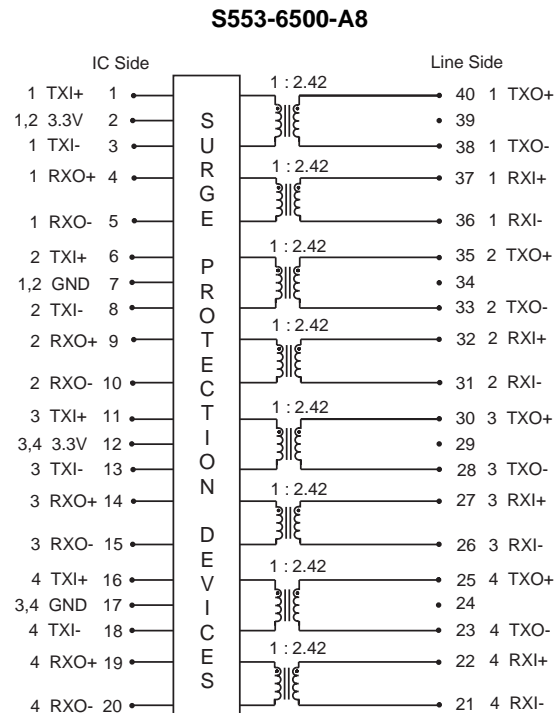 S553-6500-A8
IC Side
Line Side
1 TXI+ 1
1 : 2.42
40 1 TXO+
1,2 3.3V 2
39
1 TXI- 3
38 1 TXO-
1 RXO+ 4
1 : 2.42
37 1 RXI+
1 RXO- 5
36 1 RXI-
2 TXI+ 6
1 : 2.42
35 2 TXO+
1,2 GND 7
34
2 TXI- 8
33 2 TXO-
2 RXO+ 9
1 : 2.42
32 2 RXI+
2 RXO- 10
31 2 RXI-
3 TXI+ 11
1 : 2.42
30 3 TXO+
3,4 3.3V 12
29
3 TXI- 13
28 3 TXO-
3 RXO+ 14
1 : 2.42
27 3 RXI+
3 RXO- 15
26 3 RXI-
4 TXI+ 16
1 : 2.42
25 4 TXO+
3,4 GND 17
24
4 TXI- 18
23 4 TXO-
4 RXO+ 19
1 : 2.42
22 4 RXI+
4 RXO- 20
21 4 RXI-
SURGE PROTECTION DEVICES